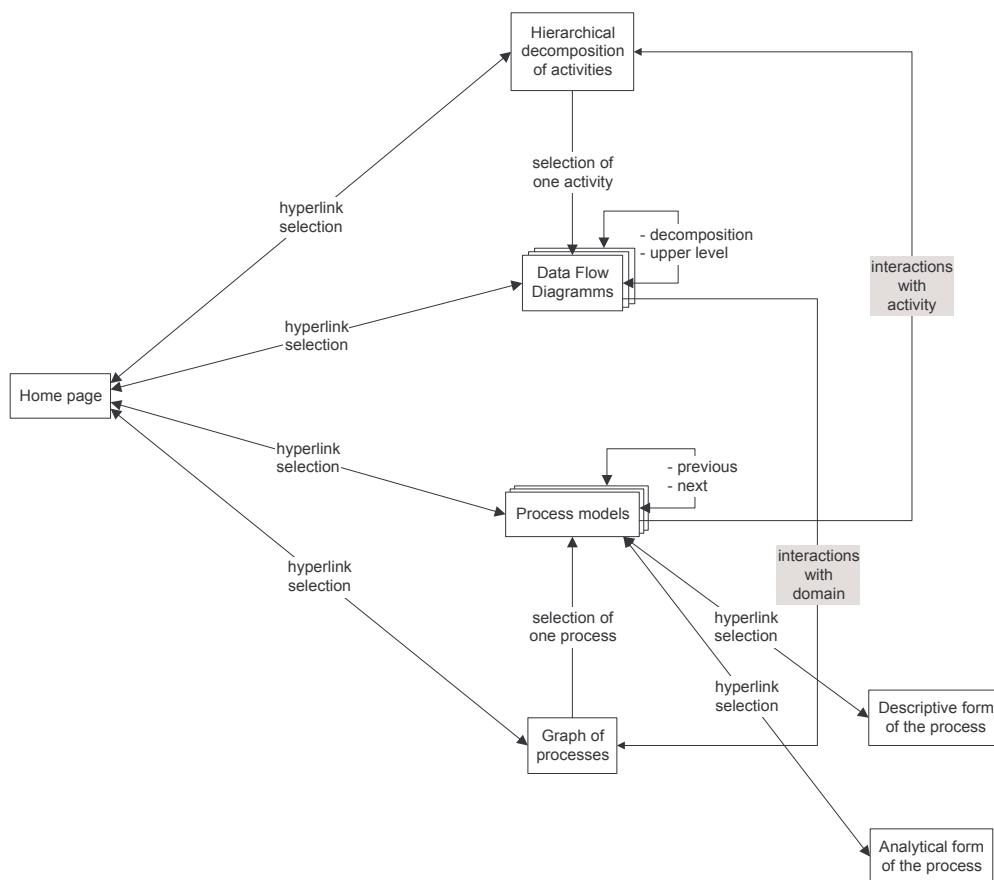 Hierarchical
decomposition
of activities
selection of
one activity
hyperlink
selection
- decomposition
- upper level
Data Flow
Diagramms
interactions
with
activity
hyperlink
selection
Home page
hyperlink
selection
- previous
- next
Process models
hyperlink
selection
interactions
with
domain
selection of
one process
hyperlink
selection
hyperlink
selection
Graph of
processes
Descriptive form
of the process
Analytical form
of the process